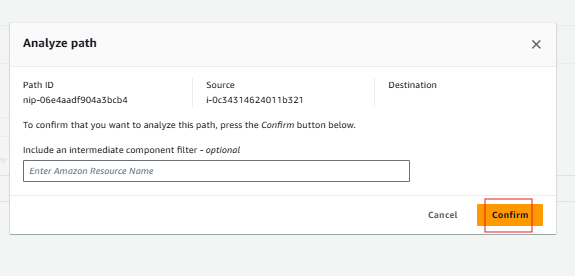 Analyze path
Path ID
nip-06e4aadf904a3bcb4
Source
i-0c34314624011b321
Destination
To confirm that you want to analyze this path, press the Confirm button below.
Include an intermediate component filter - optional
Enter Amazon Resource Name
Cancel
Confirm